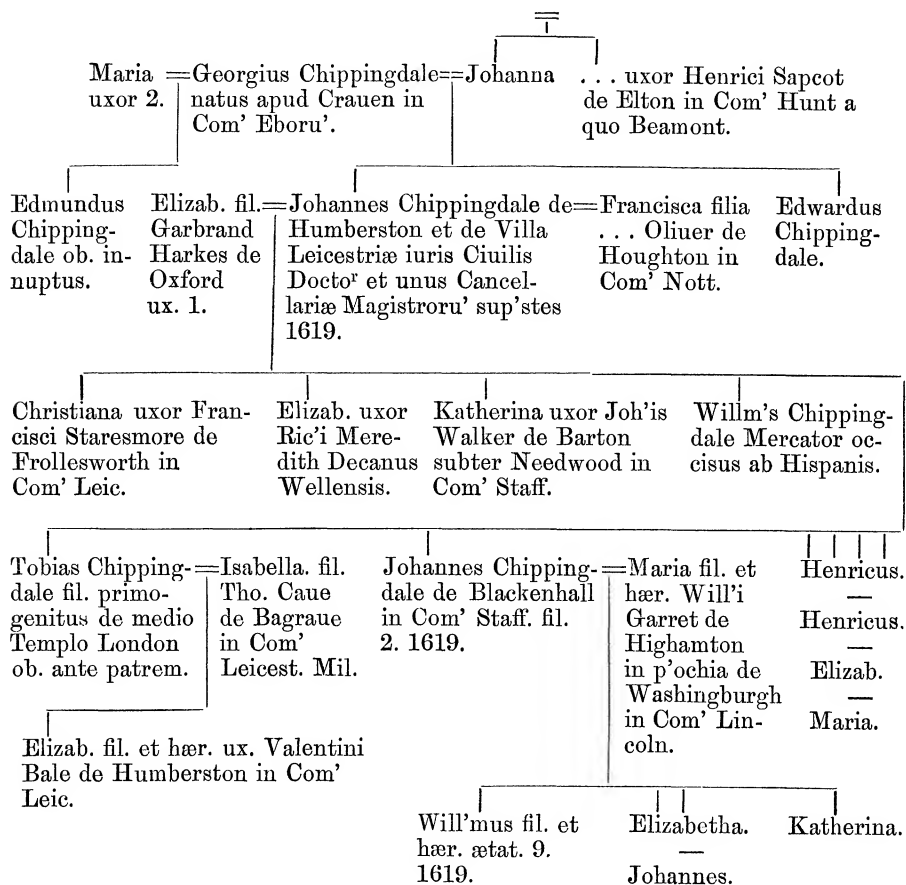 Maria
uxor 2.
=Georgius Chippingdale==Johanna
natus apud Crauen in
Com' Eboru'.
. . . uxor Henrici Sapcot
de Elton in Com' Hunt a
quo Beamont.
Edmundus
Chipping-
dale ob. in-
nuptus.
Elizab. fil.
Garbrand
Harkes de
Oxford
ux. 1.
=Johannes Chippingdale de=
Humberston et de Villa
Leicestriæ iuris Ciuilis
Doctoʳ et unus Cancel-
lariæ Magistroru' sup'stes
1619.
Francisca filia
. . . Oliuer de
Houghton in
Com' Nott.
Edwardus
Chipping-
dale.
Christiana uxor Fran-
cisci Staresmore de
Frollesworth in
Com' Leic.
Elizab. uxor
Ric'i Mere-
dith Decanus
Wellensis.
Katherina uxor Joh'is
Walker de Barton
subter Needwood in
Com' Staff.
Willm's Chipping-
dale Mercator oc-
cisus ab Hispanis.
Tobias Chipping-
dale fil. primo-
genitus de medio
Templo London
ob. ante patrem.
=Isabella. fil.
Tho. Caue
de Bagraue
in Com'
Leicest. Mil.
Johannes Chipping-
dale de Blackenhall
in Com' Staff. fil.
2. 1619.
=Maria fil. et
hær. Will'i
Garret de
Highamton
in p'ochia de
Washingburgh
in Com' Lin-
coln.
Henricus.
—
Henricus.
—
Elizab.
—
Maria.
Elizab. fil. et hær. ux. Valentini
Bale de Humberston in Com'
Leic.
Will'mus fil. et
hær. ætat. 9.
1619.
Elizabetha.
—
Johannes.
Katherina.